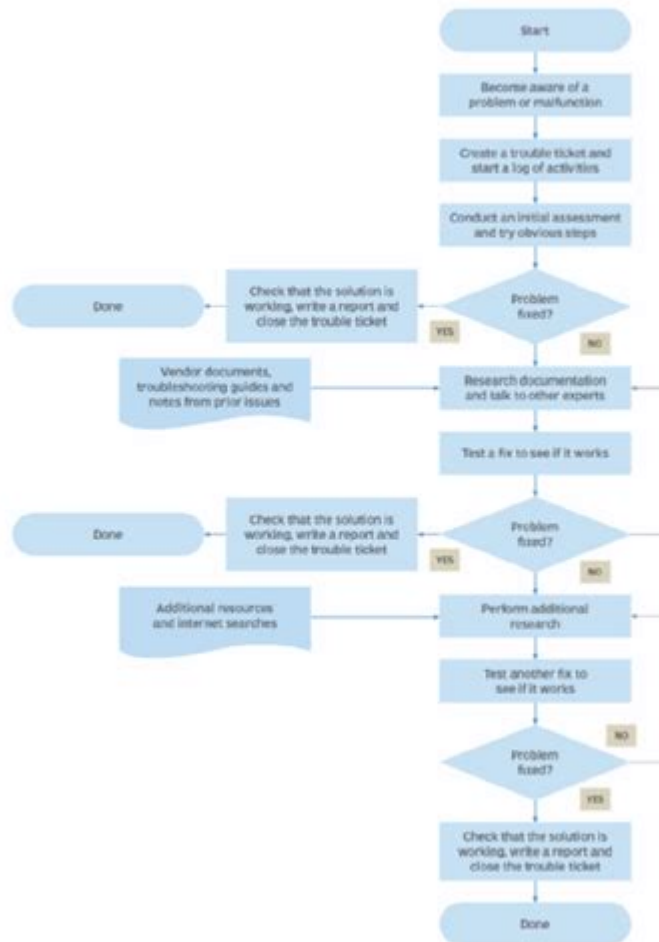 Start
Become aware of a
problem or malfunction
Create a trouble ticket and
start a log of activities
Conduct an initial assessment
and try obvious steps
Problem
fixed?
YES
NO
Check that the solution is
working, write a report and
close the trouble ticket
Done
Vendor documents,
troubleshooting guides and
notes from prior issues
Research documentation
and talk to other experts
Test a fix to see if it works
Problem
fixed?
YES
NO
Check that the solution is
working, write a report and
close the trouble ticket
Done
Additional resources
and internet searches
Perform additional
research
Test another fix to
see if it works
Problem
fixed?
NO
YES
Check that the solution is
working, write a report and
close the trouble ticket
Done